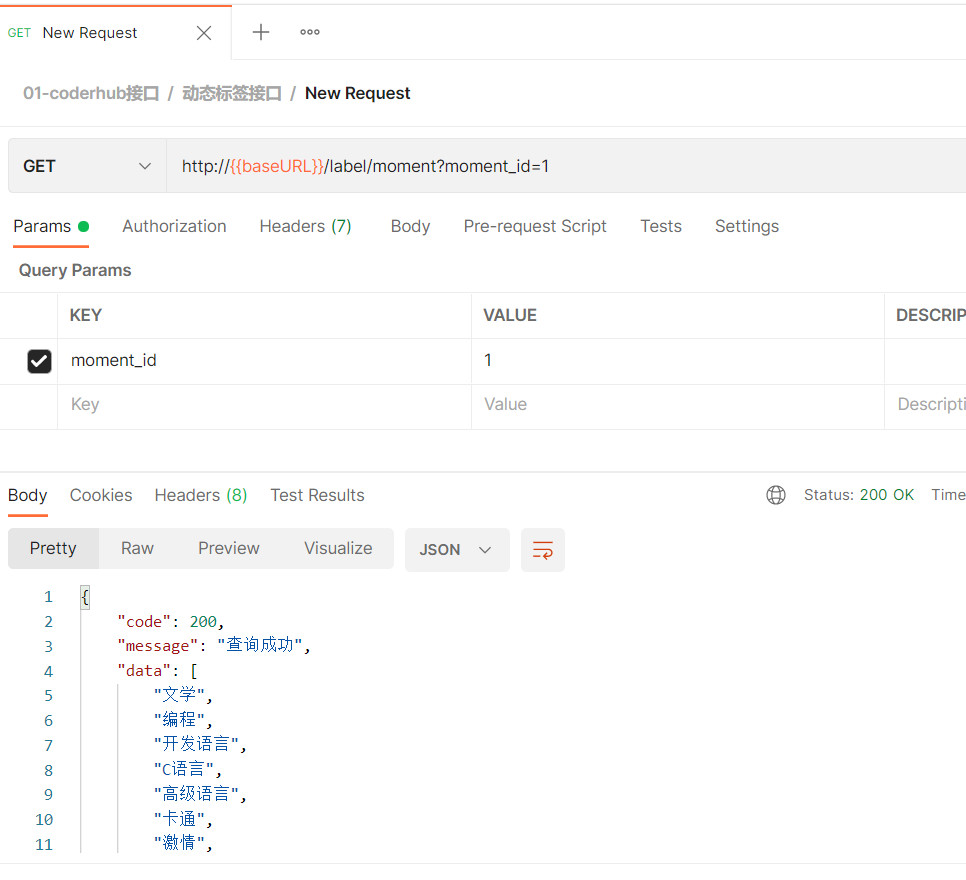 GET New Request
01-coderhub接口 / 动态标签接口 / New Request
GET http://{{baseURL}}/label/moment?moment_id=1
Params Authorization Headers (7) Body Pre-request Script Tests Settings
Query Params
KEY VALUE DESCRIP
moment_id 1
Key Value Descripti
Body Cookies Headers (8) Test Results Status: 200 OK Time
Pretty Raw Preview Visualize JSON
1 {
2 "code": 200,
3 "message": "查询成功",
4 "data": [
5 "文学",
6 "编程",
7 "开发语言",
8 "C语言",
9 "高级语言",
10 "卡通",
11 "激情",